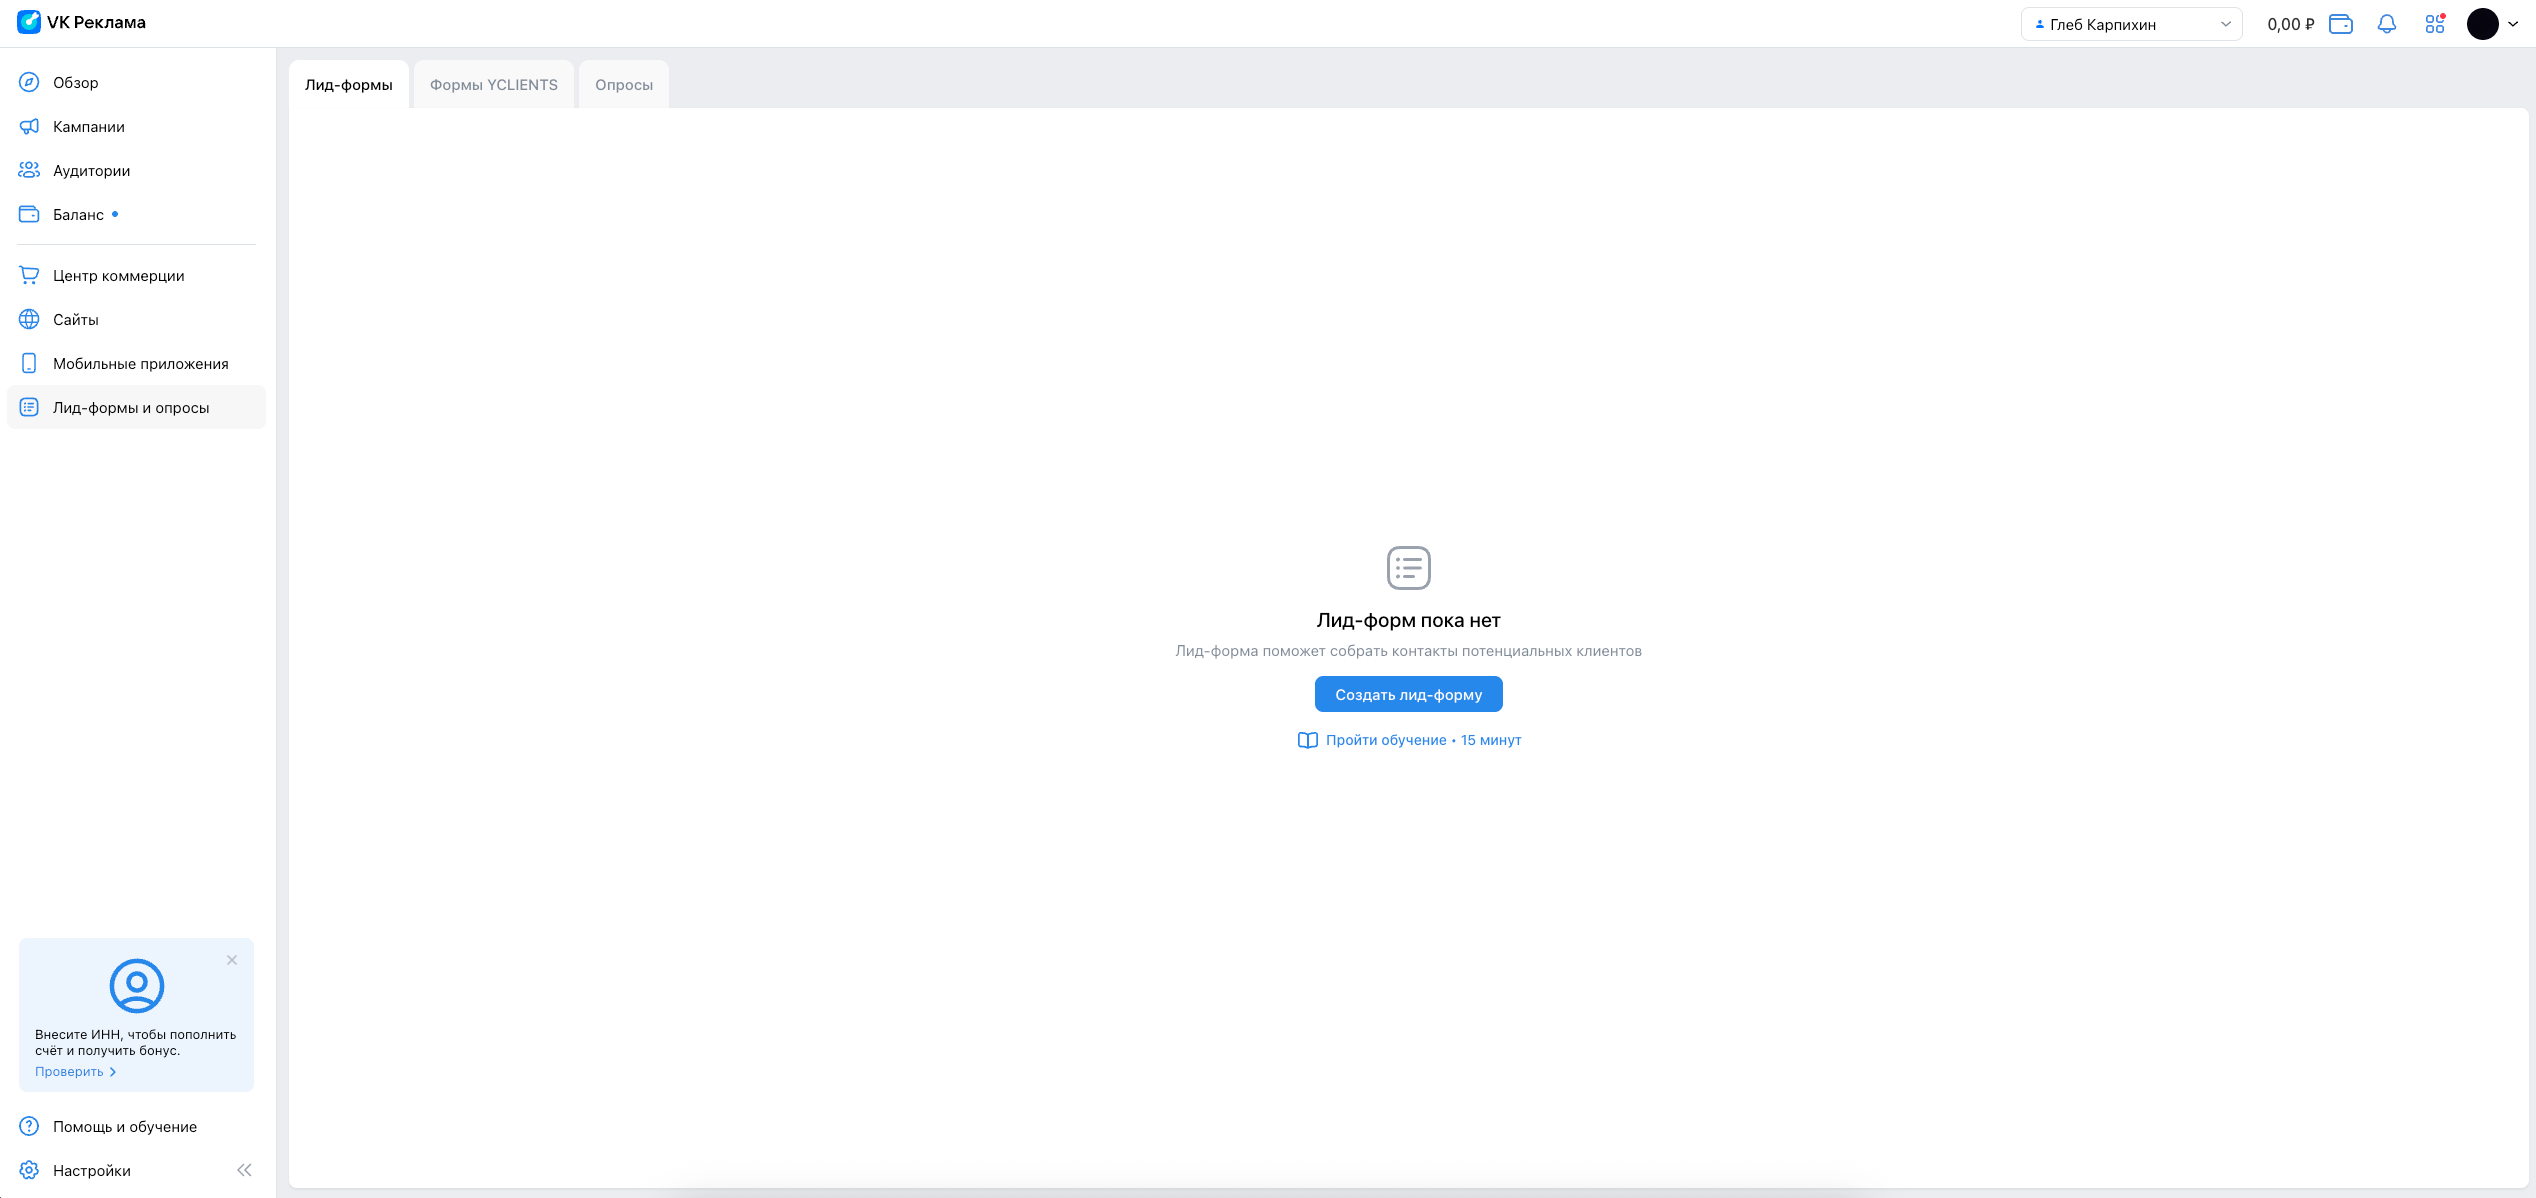 VK Реклама
Глеб Карпихин
0,00 ₽
Обзор
Кампании
Аудитории
Баланс
Центр коммерции
Сайты
Мобильные приложения
Лид-формы и опросы
Лид-формы
Формы YCLIENTS
Опросы
Лид-форм пока нет
Лид-форма поможет собрать контакты потенциальных клиентов
Создать лид-форму
Пройти обучение • 15 минут
Внесите ИНН, чтобы пополнить
счёт и получить бонус.
Проверить
Помощь и обучение
Настройки